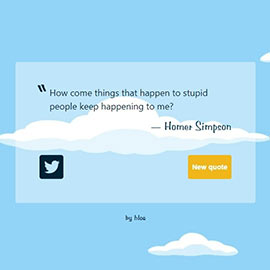 " How come things that happen to stupid
people keep happening to me?
— Homer Simpson
New quote
by hloe